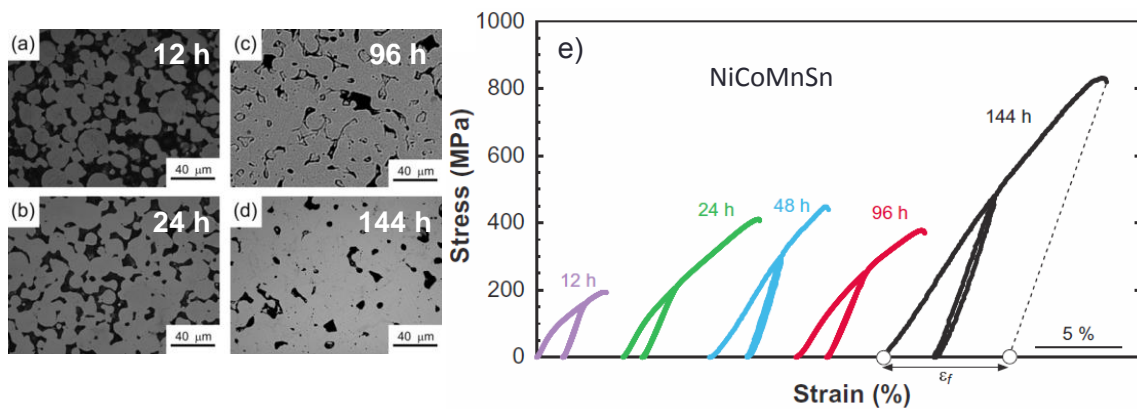 (a)
12 h
40 μm
(c)
96 h
40 μm
(b)
24 h
40 μm
(d)
144 h
40 μm
e)
NiCoMnSn
Stress (MPa)
1000
800
600
400
200
0
12 h
24 h
48 h
96 h
144 h
5 %
εf
Strain (%)